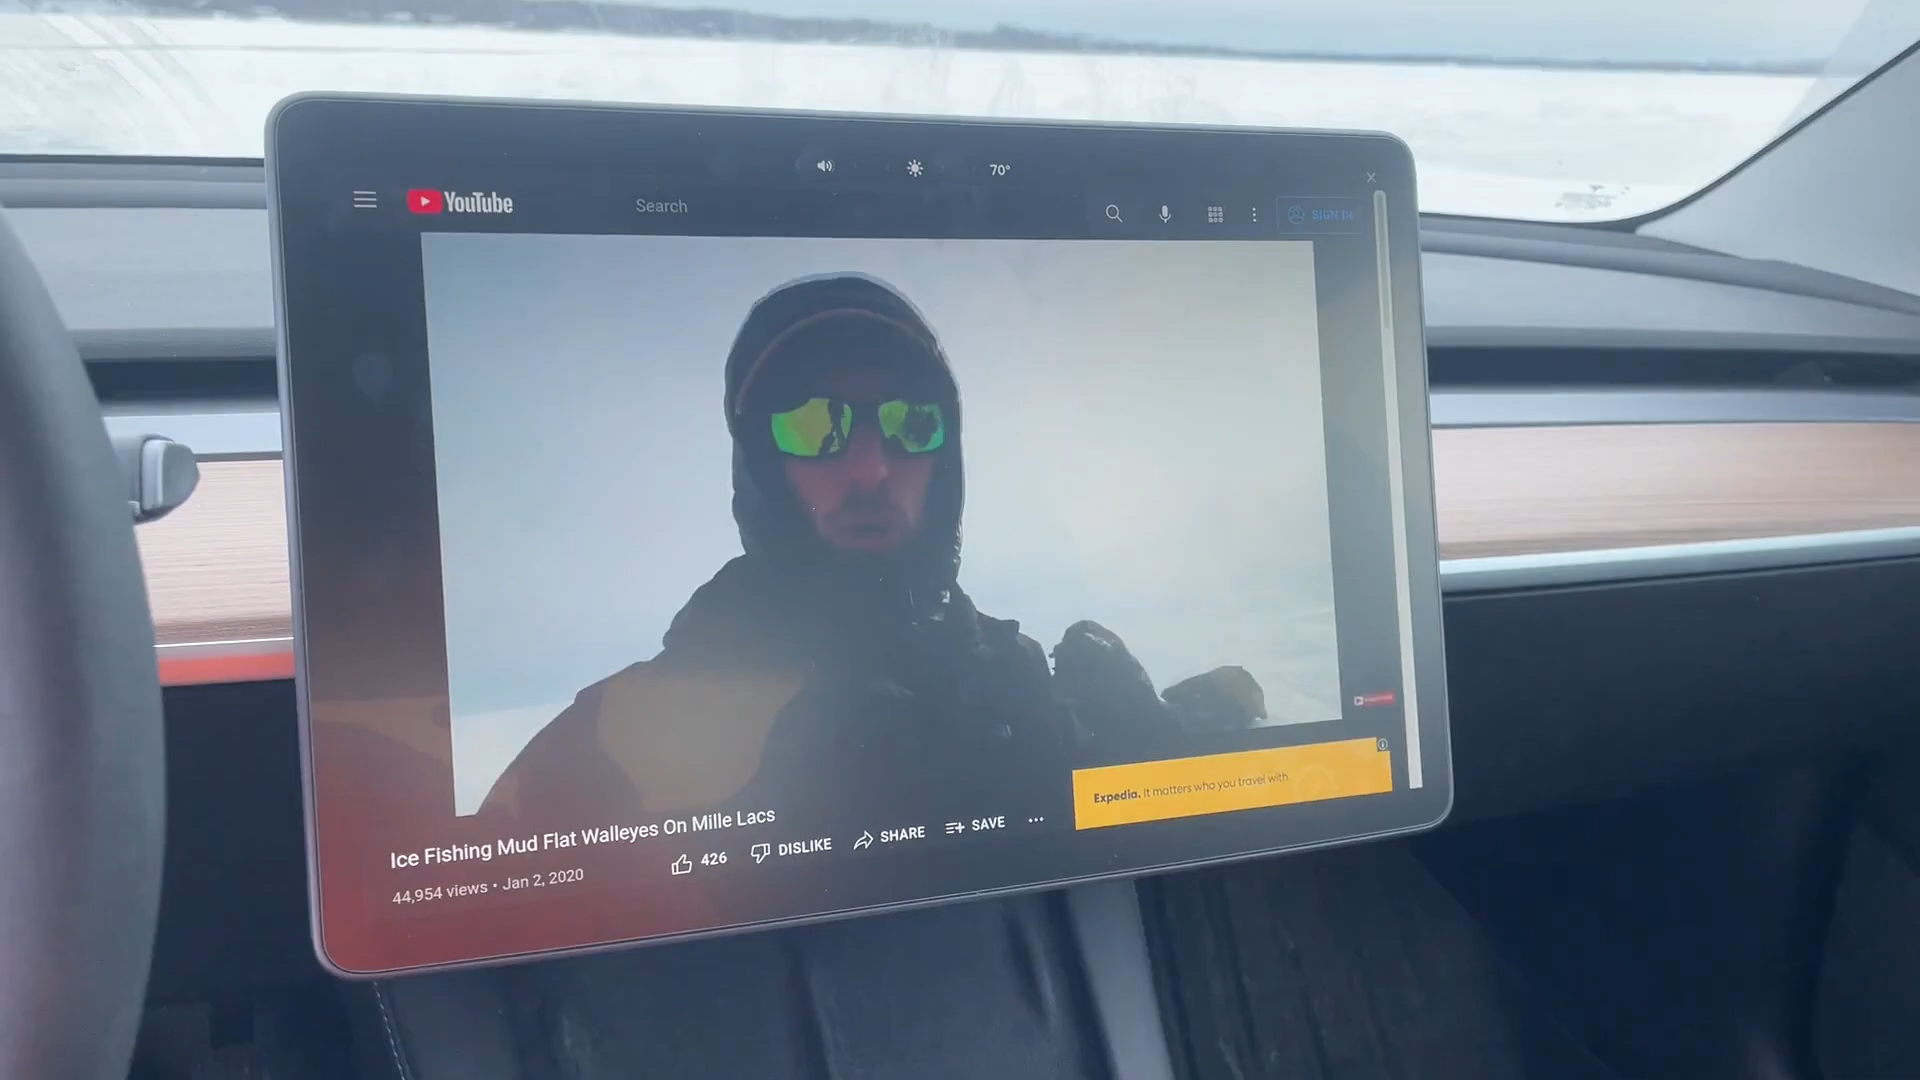 70°
YouTube
Search
SIGN IN
Expedia. It matters who you travel with
Ice Fishing Mud Flat Walleyes On Mille Lacs
426 DISLIKE SHARE SAVE
44,954 views • Jan 2, 2020